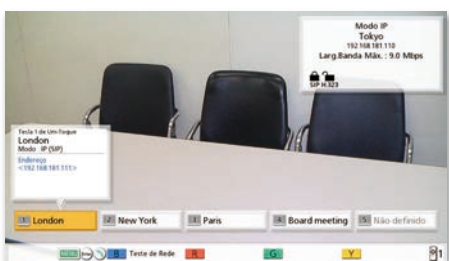 Modo IP
Tokyo
192.168.181.110
Larg.Banda Máx. : 9.0 Mbps
SIP H.323
Tecla 1 de Um-Toque
London
Modo : IP (SIP)
Endereço
<192.168.181.111>
1 London
2 New York
3 Paris
4 Board meeting
5 Não definido
MENU
B Teste de Rede
R
G
Y
1